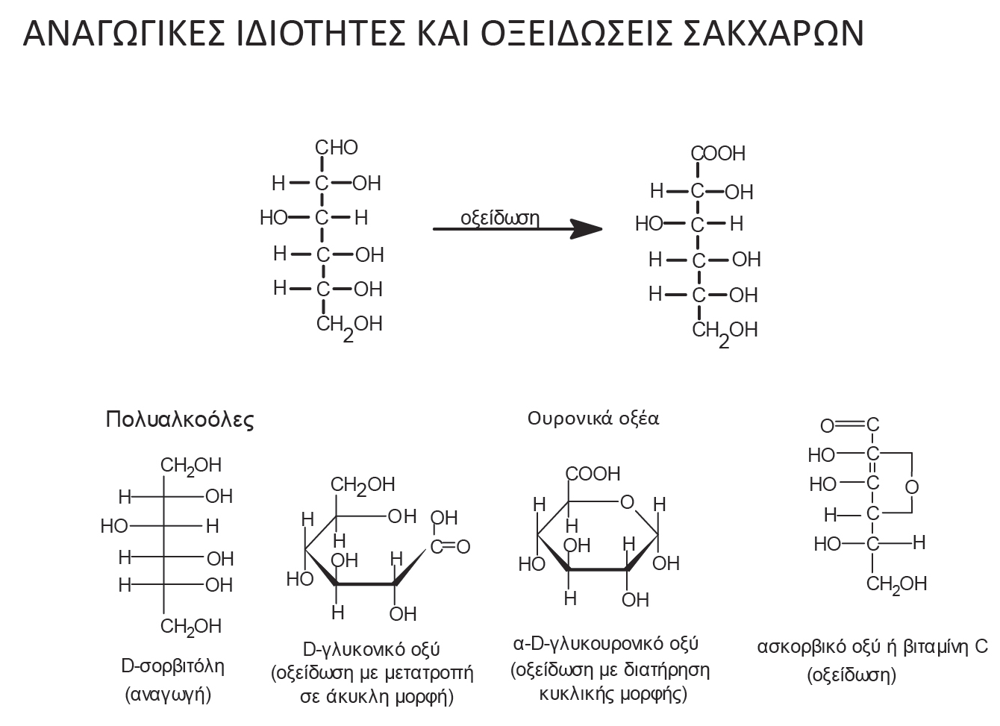 ΑΝΑΓΩΓΙΚΕΣ ΙΔΙΟΤΗΤΕΣ ΚΑΙ ΟΞΕΙΔΩΣΕΙΣ ΣΑΚΧΑΡΩΝ
CHO
H C OH
HO C H
H C OH
H C OH
CH2OH
οξείδωση
COOH
H C OH
HO C H
H C OH
H C OH
CH2OH
Πολυαλκοόλες
CH2OH
H OH
HO H
H OH
H OH
CH2OH
D-σορβιτόλη
(αναγωγή)
CH2OH
H OH OH
H C=O
OH H
HO
H OH
D-γλυκονικό οξύ
(οξείδωση με μετατροπή
σε άκυκλη μορφή)
Ουρονικά οξέα
COOH
H O H
H
OH H
HO OH
H OH
α-D-γλυκουρονικό οξύ
(οξείδωση με διατήρηση
κυκλικής μορφής)
O=C
HO C
HO C O
H C
HO C H
CH2OH
ασκορβικό οξύ ή βιταμίνη C
(οξείδωση)